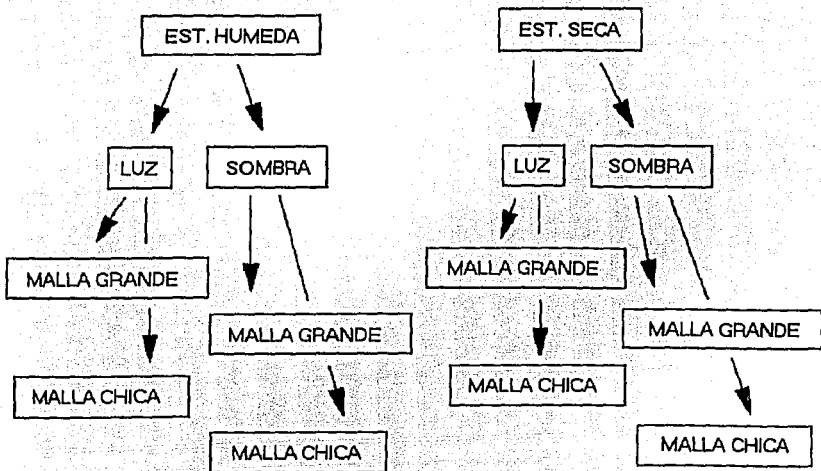 EST. HUMEDA
EST. SECA
LUZ
SOMBRA
LUZ
SOMBRA
MALLA GRANDE
MALLA GRANDE
MALLA GRANDE
MALLA GRANDE
MALLA CHICA
MALLA CHICA
MALLA CHICA
MALLA CHICA